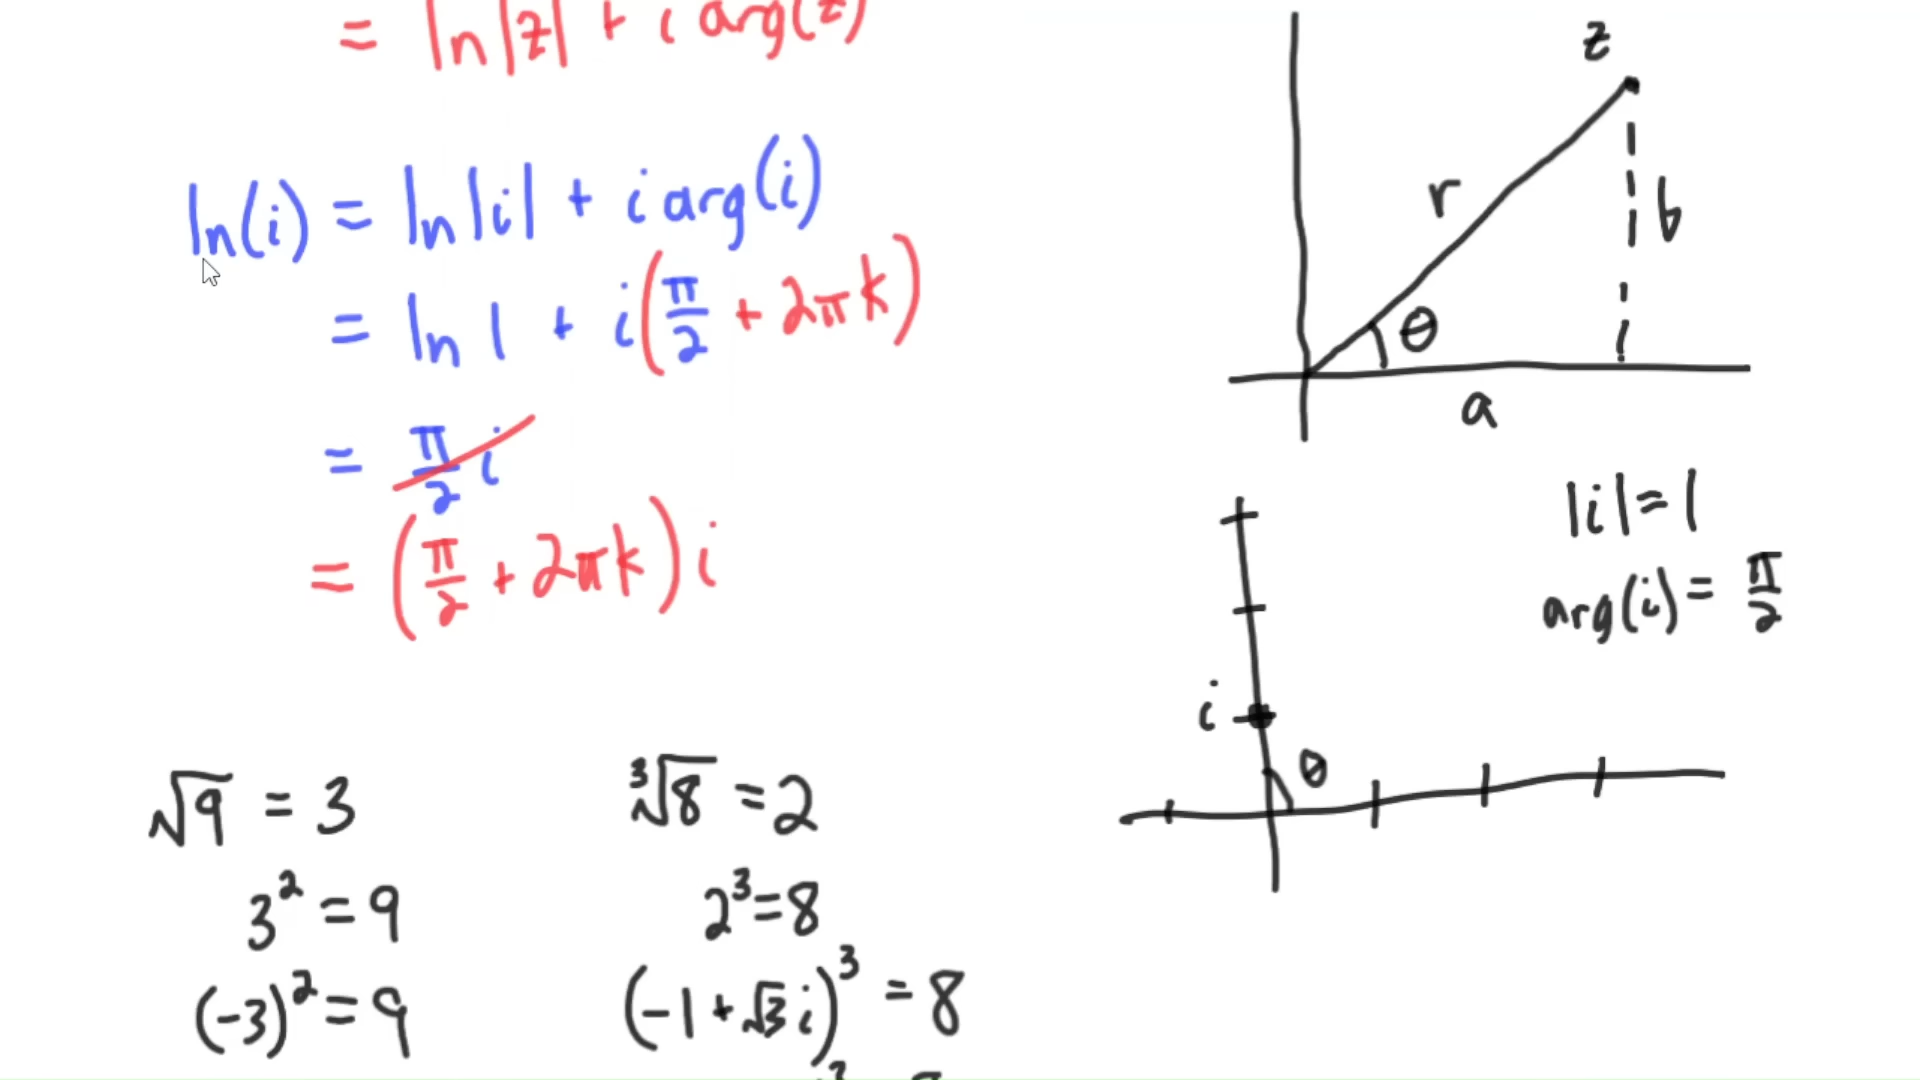 = ln|z| + i arg(z)
ln(i) = ln|i| + i arg(i)
= ln 1 + i(π/2 + 2πk)
= π/2 i
= (π/2 + 2πk) i
√9 = 3
3² = 9
(-3)² = 9
³√8 = 2
2³ = 8
(-1 + √3 i)³ = 8
z
r
b
θ
a
|i| = 1
arg(i) = π/2
i
θ